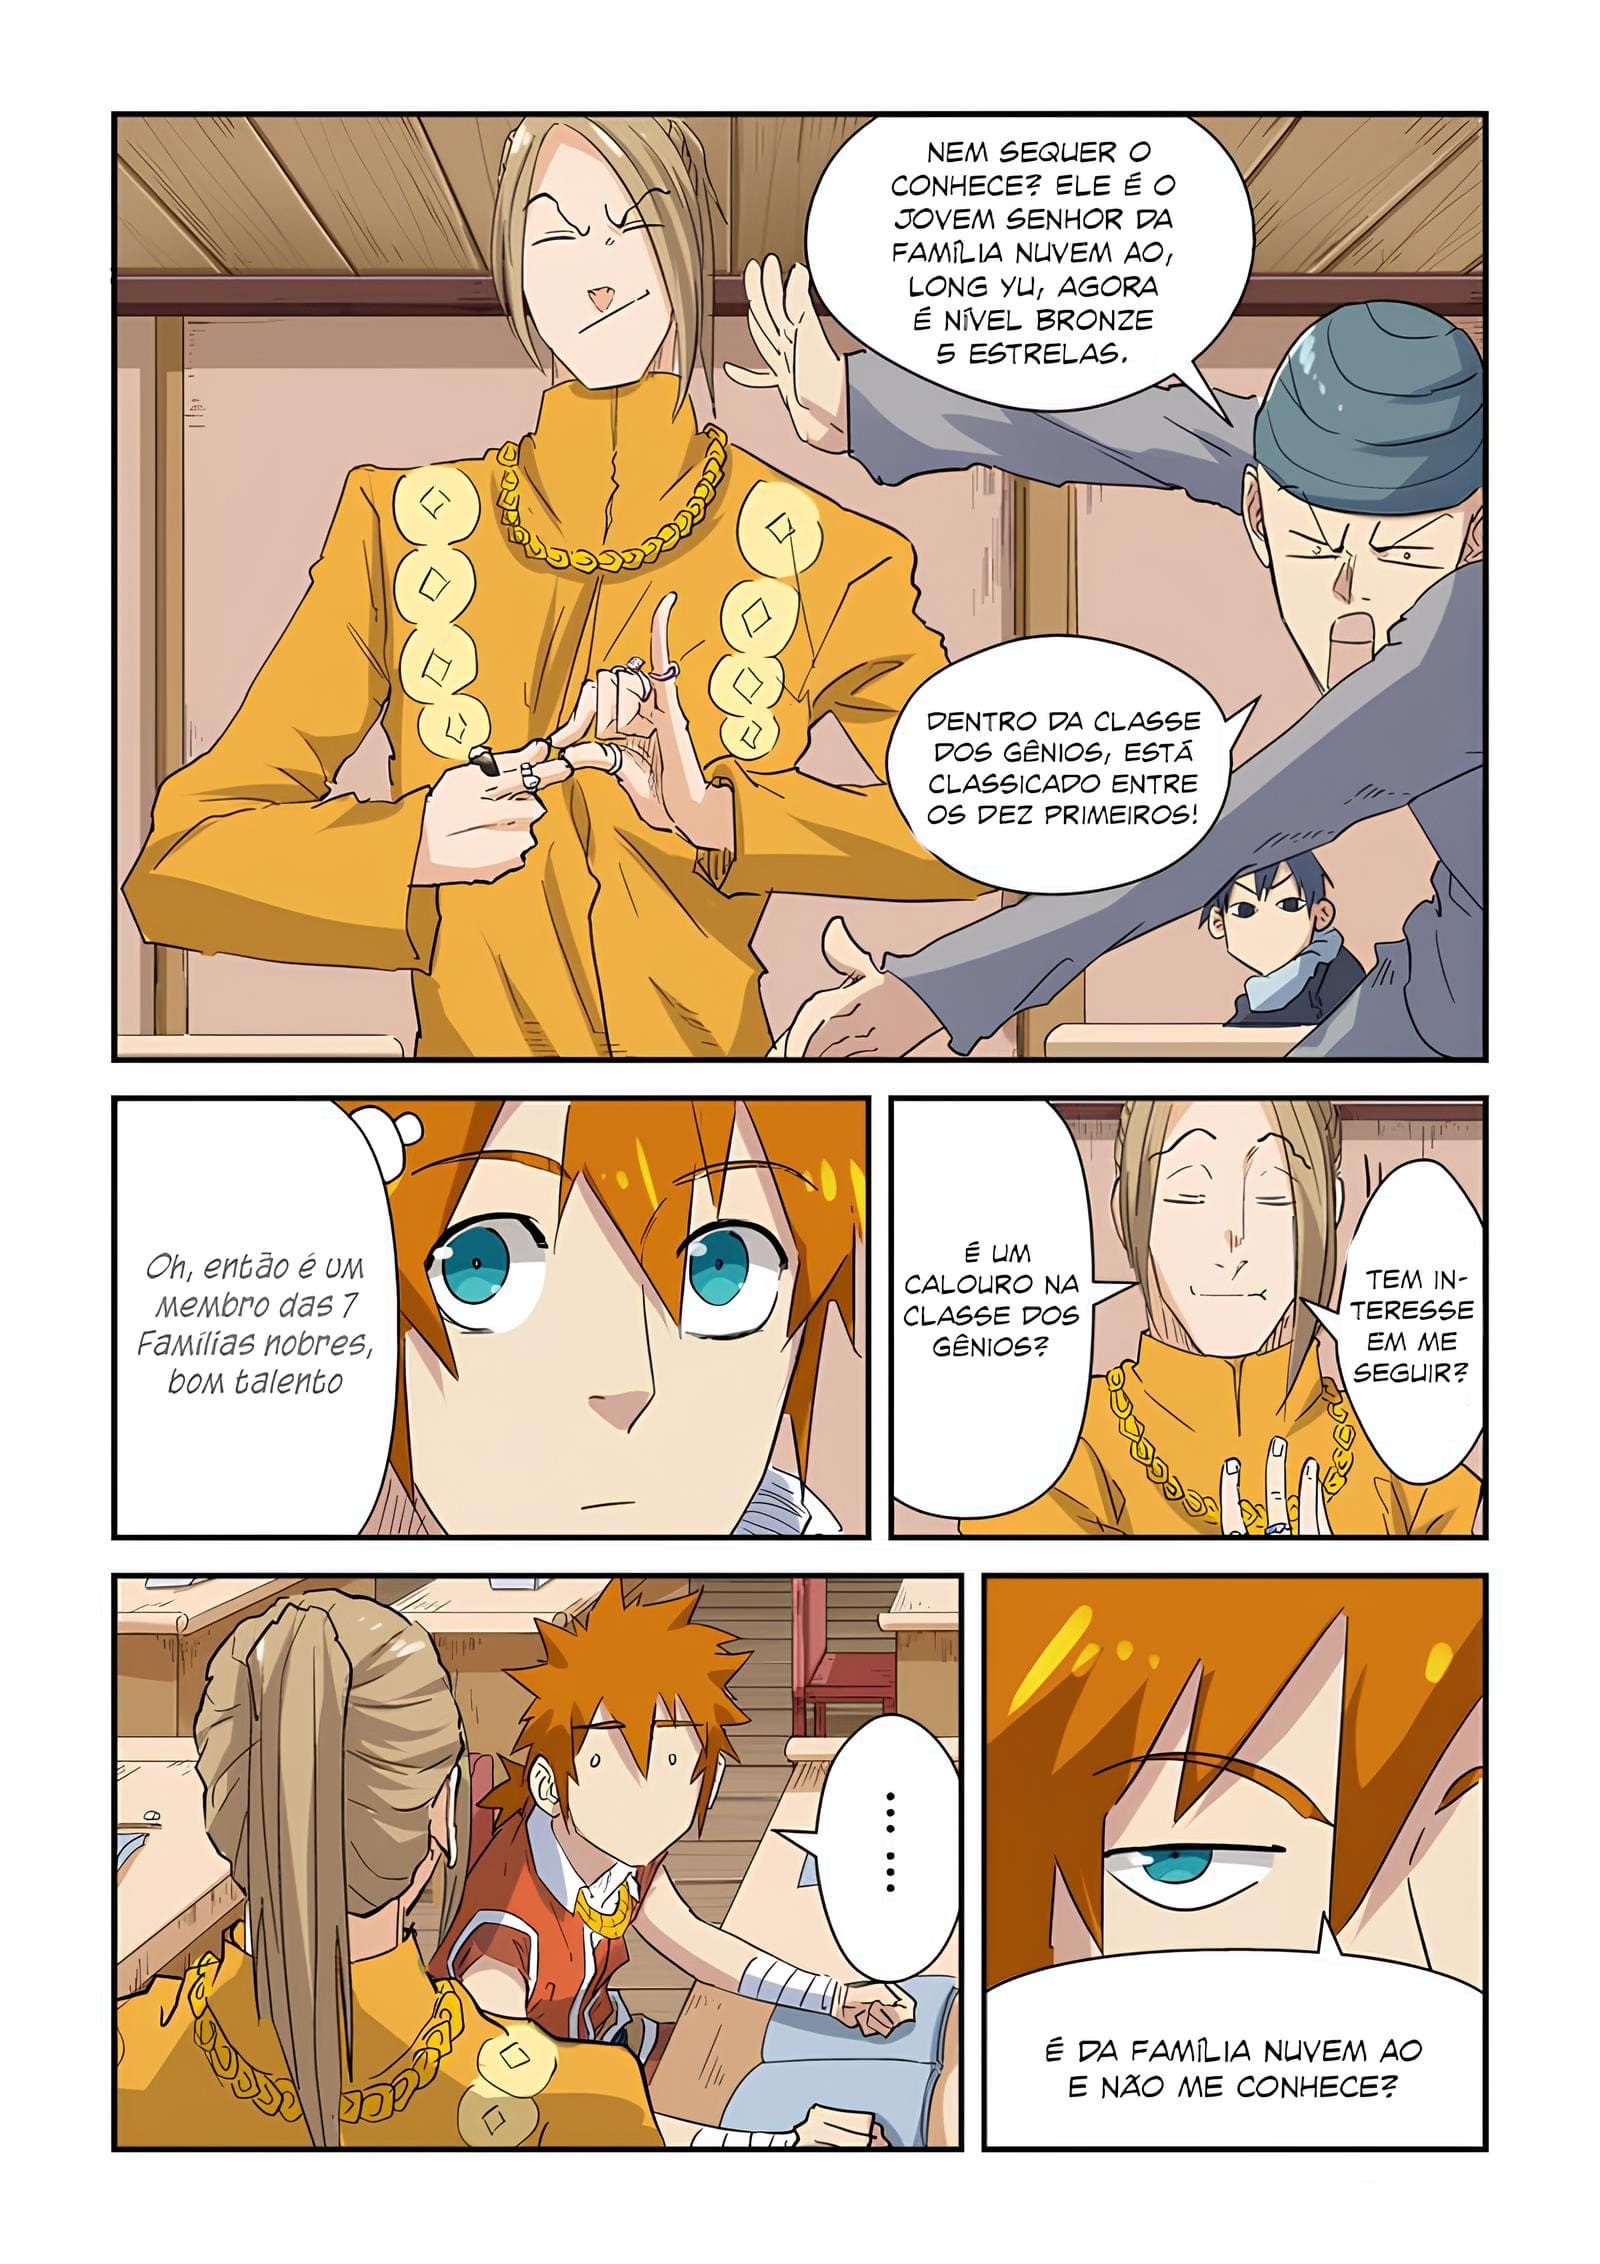 NEM SEQUER O
CONHECE? ELE É O
JOVEM SENHOR DA
FAMÍLIA NUVEM AO,
LONG YU, AGORA
É NÍVEL BRONZE
5 ESTRELAS.
DENTRO DA CLASSE
DOS GÊNIOS, ESTÁ
CLASSICADO ENTRE
OS DEZ PRIMEIROS!
Oh, então é um
membro das 7
Famílias nobres,
bom talento
É UM
CALOURO NA
CLASSE DOS
GÊNIOS?
TEM IN-
TERESSE
EM ME
SEGUIR?
......
É DA FAMÍLIA NUVEM AO
E NÃO ME CONHECE?